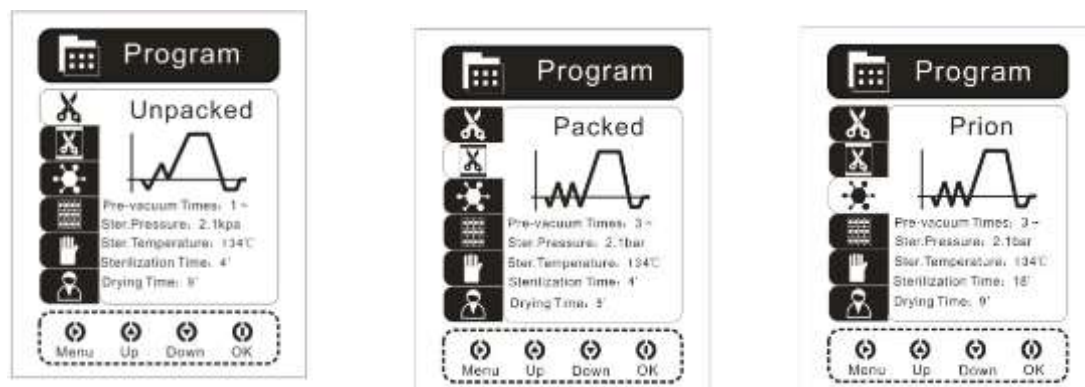 Program
Unpacked
Pre-vacuum Times: 1~
Ster.Pressure: 2.1kpa
Ster.Temperature: 134℃
Sterilization Time: 4'
Drying Time:
Menu Up Down OK
Program
Packed
Pre-vacuum Times: 3~
Ster.Pressure: 2.1bar
Ster.Temperature: 134℃
Sterilization Time: 4'
Drying Time:
Menu Up Down OK
Program
Prion
Pre-vacuum Times: 3~
Ster.Pressure: 2.1bar
Ster.Temperature: 134℃
Sterilization Time: 18'
Drying Time: 9'
Menu Up Down OK